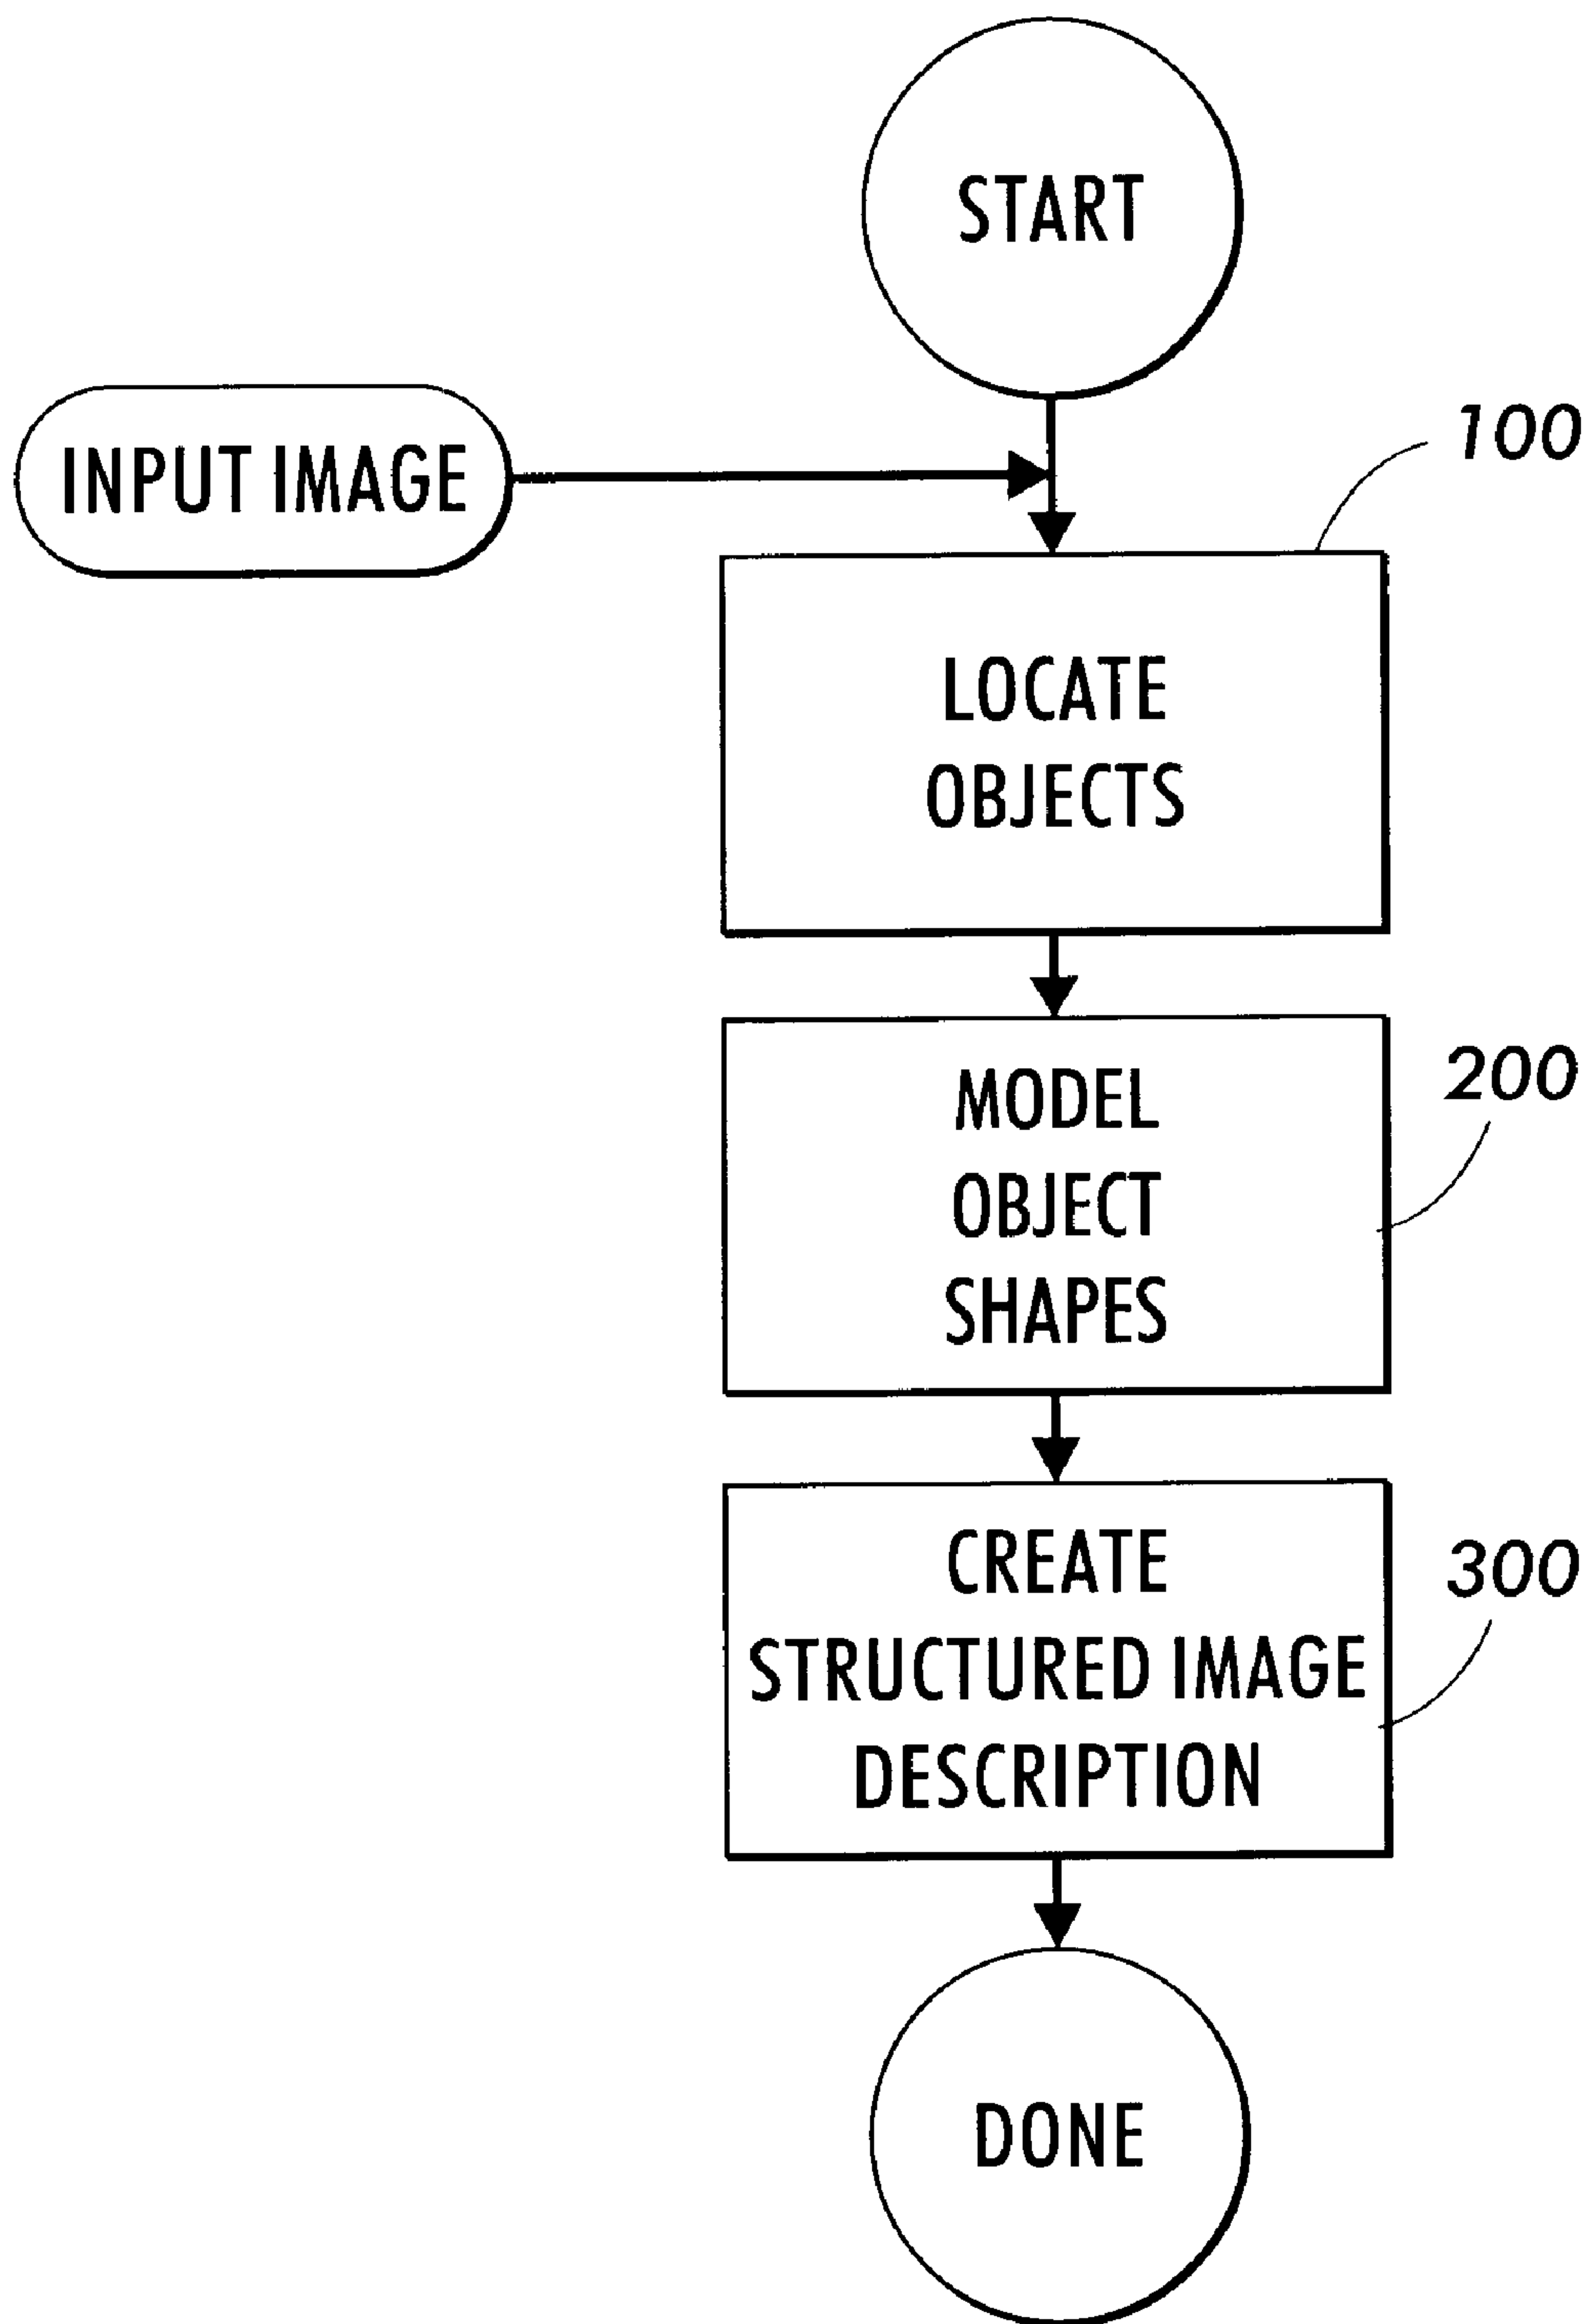 START
INPUT IMAGE
100
LOCATE
OBJECTS
200
MODEL
OBJECT
SHAPES
300
CREATE
STRUCTURED IMAGE
DESCRIPTION
DONE